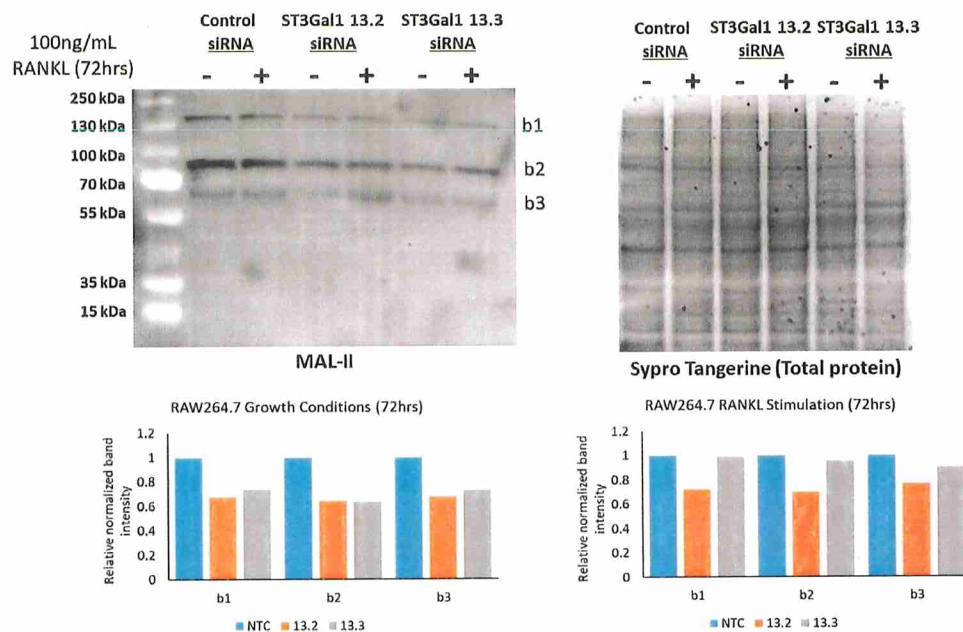 Control ST3Gal1 13.2 ST3Gal1 13.3
siRNA siRNA siRNA
100ng/mL
RANKL (72hrs) - + - + - +
250 kDa
130 kDa
100 kDa
70 kDa
55 kDa
35 kDa
15 kDa
b1
b2
b3
MAL-II
Control ST3Gal1 13.2 ST3Gal1 13.3
siRNA siRNA siRNA
- + - + - +
Sypro Tangerine (Total protein)
RAW264.7 Growth Conditions (72hrs)
Relative normalized band
intensity
1.2
1
0.8
0.6
0.4
0.2
0
b1 b2 b3
NTC 13.2 13.3
RAW264.7 RANKL Stimulation (72hrs)
Relative normalized band
intensity
1.2
1
0.8
0.6
0.4
0.2
0
b1 b2 b3
NTC 13.2 13.3